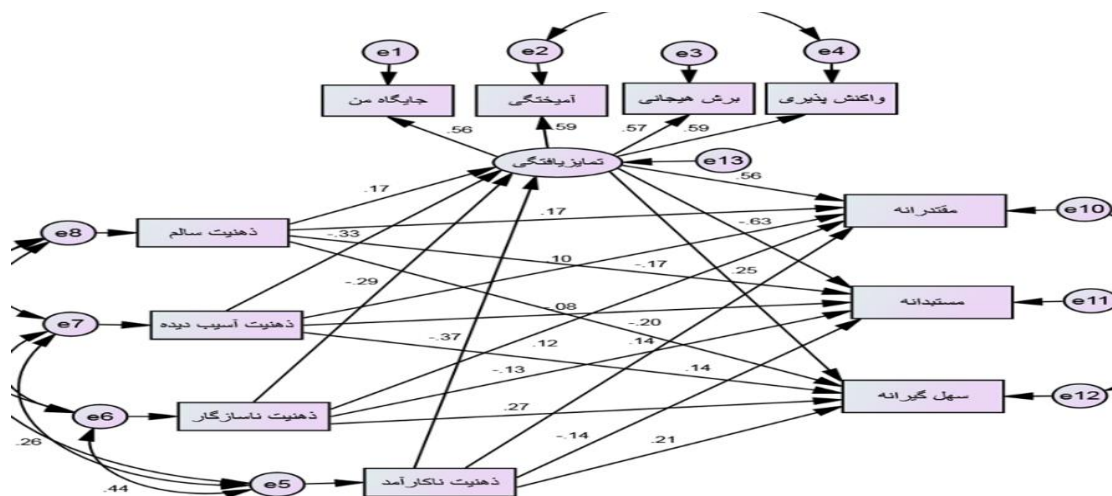 e1
e2
e3
e4
جایگاه من
آمیختگی
برش هیجانی
واکنش پذیری
.56
.59
.57
.59
تمایزیافتگی
e13
.56
.17
e8
ذهنیت سالم
.17
مقتدرانه
e10
-.33
-.63
.10
-.17
.25
-.29
e7
ذهنیت آسیب دیده
-.08
مستبدانه
e11
-.20
-.37
.12
.14
-.13
.14
e6
ذهنیت ناسازگار
.27
سهل گیرانه
e12
.26
-.14
.21
.44
e5
ذهنیت ناکارآمد